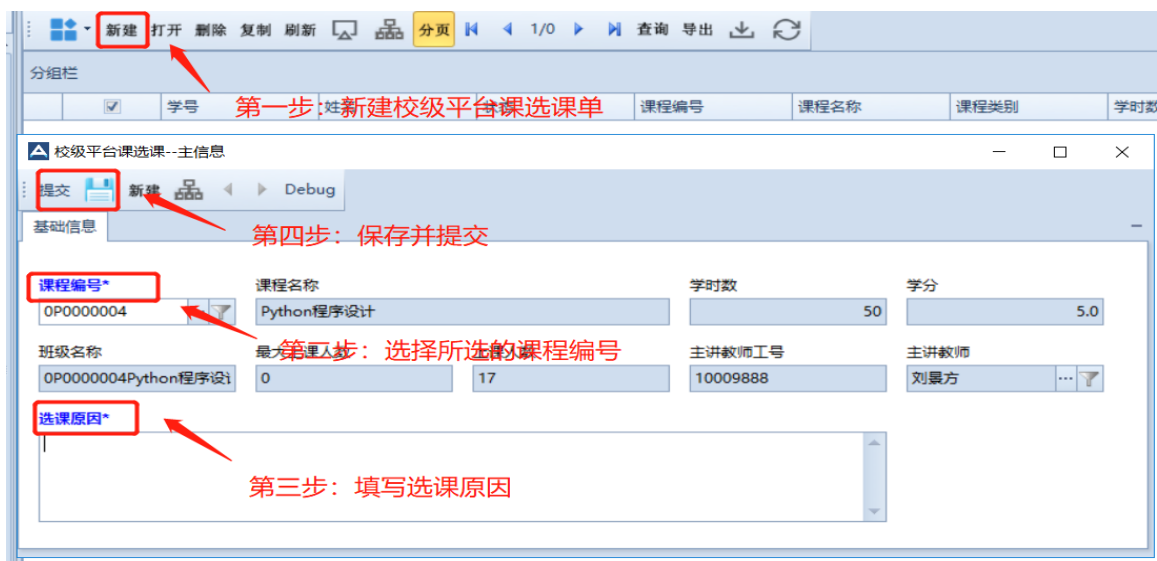 新建 打开 删除 复制 刷新 分页 1/0 查询 导出
分组栏
学号 课程编号 课程名称 课程类别 学时数
第一步：新建校级平台课选课单
校级平台课选课--主信息
提交 新建 Debug
基础信息
第四步：保存并提交
课程编号* 课程名称 学时数 学分
0P0000004 Python程序设计 50 5.0
第二步：选择所选的课程编号
班级名称 主讲教师工号 主讲教师
0P0000004Python程序设计 0 17 10009888 刘景方
选课原因*
第三步：填写选课原因